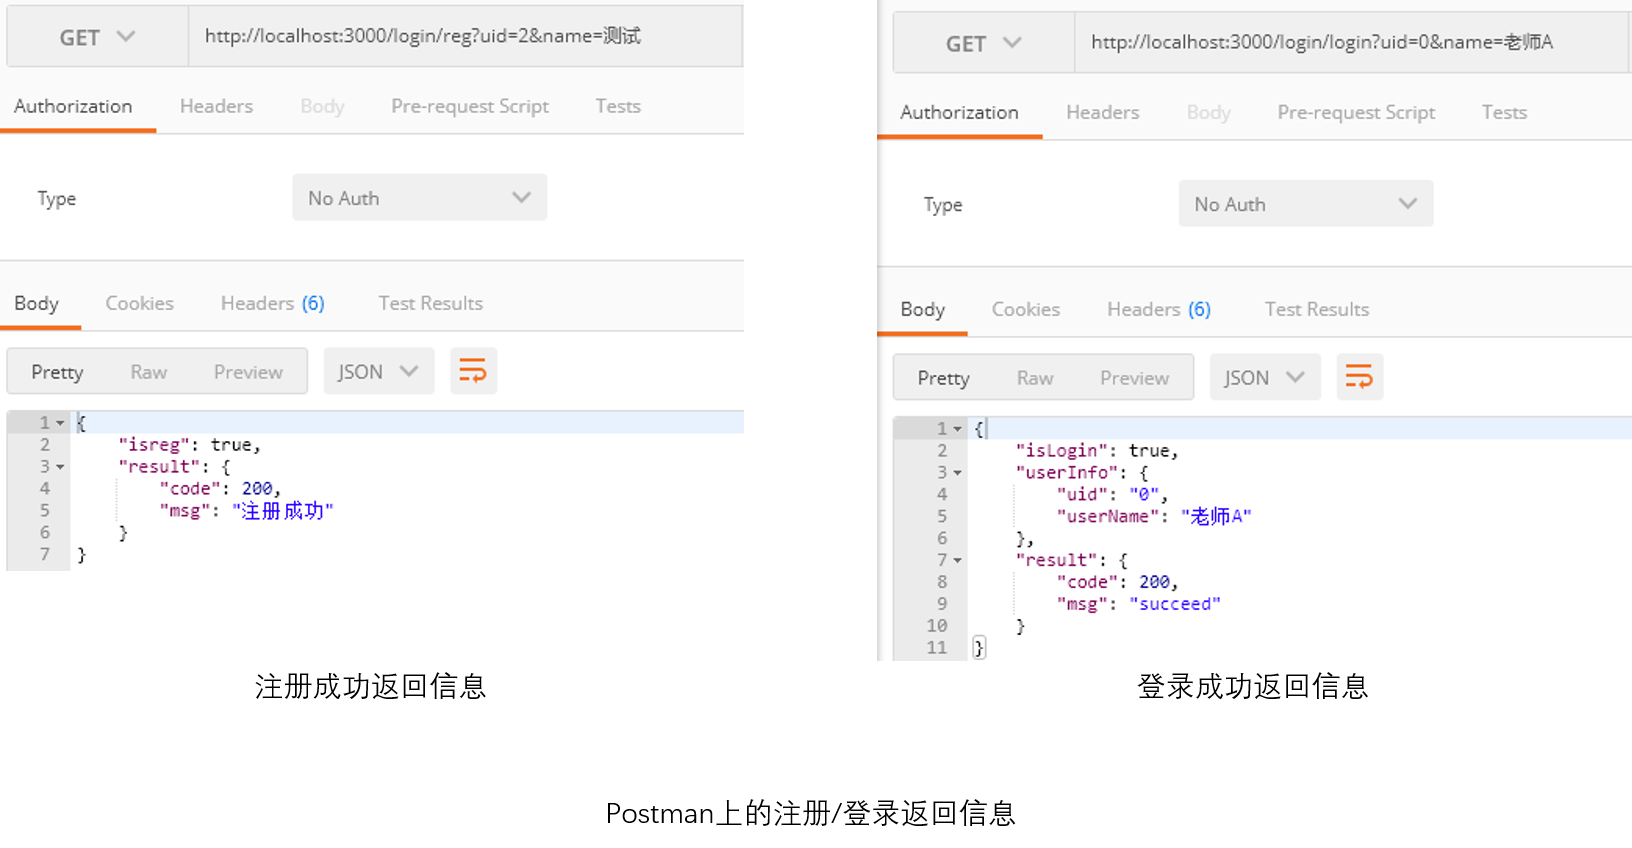 GET http://localhost:3000/login/reg?uid=2&name=测试
Authorization Headers Body Pre-request Script Tests
Type No Auth
Body Cookies Headers (6) Test Results
Pretty Raw Preview JSON
1 {
2 "isreg": true,
3 "result": {
4 "code": 200,
5 "msg": "注册成功"
6 }
7 }
注册成功返回信息
GET http://localhost:3000/login/login?uid=0&name=老师A
Authorization Headers Body Pre-request Script Tests
Type No Auth
Body Cookies Headers (6) Test Results
Pretty Raw Preview JSON
1 {
2 "isLogin": true,
3 "userInfo": {
4 "uid": "0",
5 "userName": "老师A"
6 },
7 "result": {
8 "code": 200,
9 "msg": "succeed"
10 }
11 }
登录成功返回信息
Postman上的注册/登录返回信息